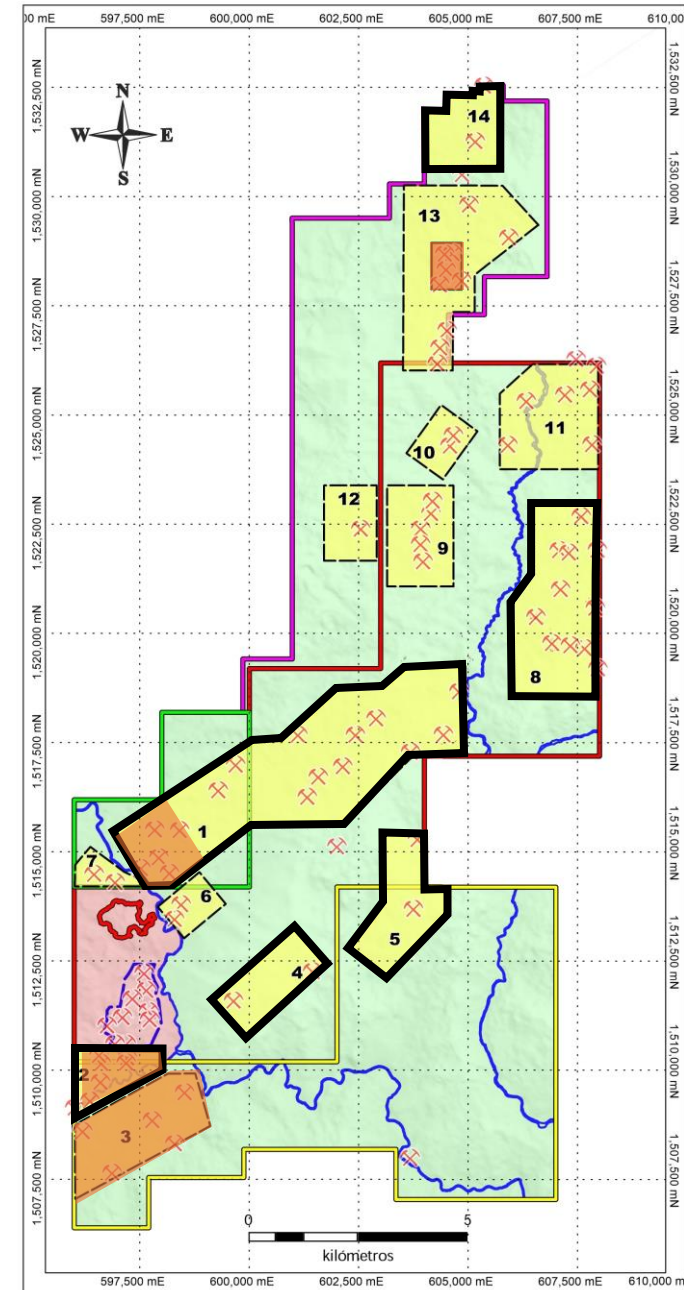 00 mE 597,500 mE 600,000 mE 602,500 mE 605,000 mE 607,500 mE 610,0
1,532,500 mN 1,532,500 mN
N
W E
S
14
1,530,000 mN 1,530,000 mN
13
1,527,500 mN 1,527,500 mN
1,525,000 mN 1,525,000 mN
11
10
12
1,522,500 mN 1,522,500 mN
9
1,520,000 mN 1,520,000 mN
8
1,517,500 mN 1,517,500 mN
1
1,515,000 mN 1,515,000 mN
7
6
5
1,512,500 mN 1,512,500 mN
4
1,510,000 mN 1,510,000 mN
2
3
1,507,500 mN 1,507,500 mN
0 5
kilómetros
597,500 mE 600,000 mE 602,500 mE 605,000 mE 607,500 mE 610,000 mE